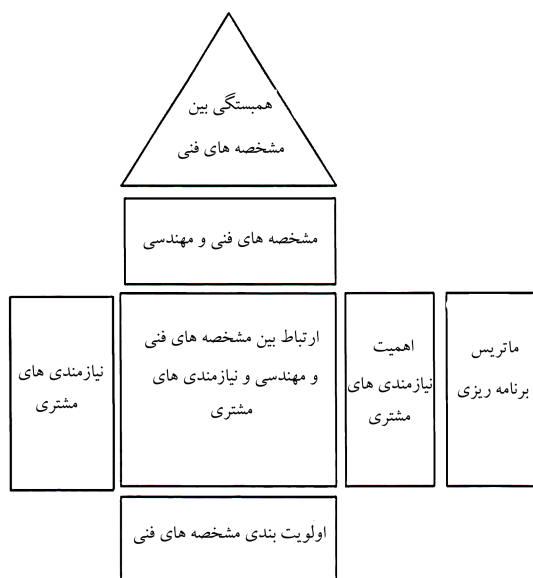 همبستگی بین
مشخصه های فنی
مشخصه های فنی و مهندسی
ماتریس
برنامه ریزی
اهمیت
نیازمندی های
مشتری
ارتباط بین مشخصه های فنی
و مهندسی و نیازمندی های
مشتری
نیازمندی های
مشتری
اولویت بندی مشخصه های فنی